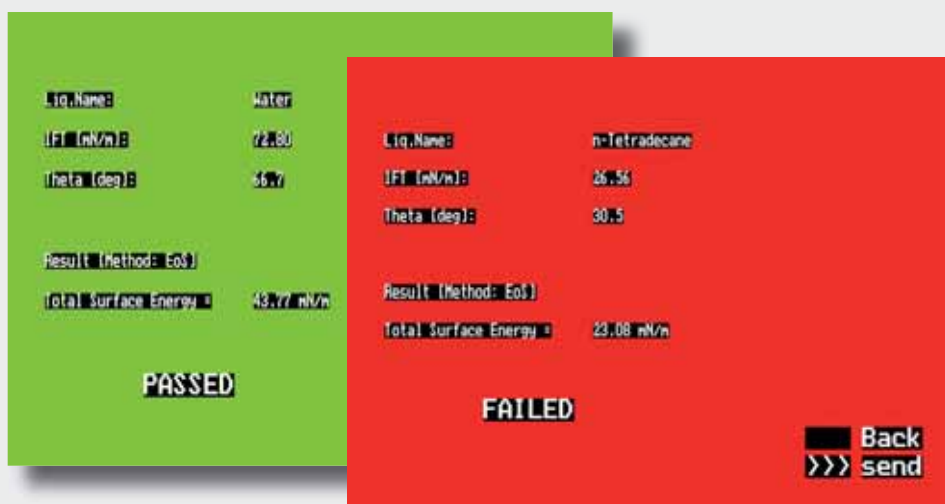 Liq.Name: Water
IFT [mN/m]: 72.80
Theta [deg]: 66.7
Result [Method: EoS]
Total Surface Energy = 43.77 mN/m
PASSED
Liq.Name: n-Tetradecane
IFT [mN/m]: 26.56
Theta [deg]: 30.5
Result [Method: EoS]
Total Surface Energy = 23.08 mN/m
FAILED
Back
>>> send